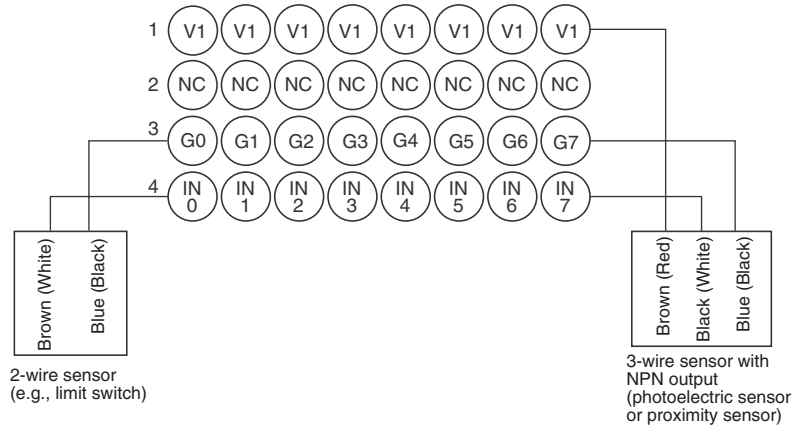 1 V1 V1 V1 V1 V1 V1 V1 V1
2 NC NC NC NC NC NC NC NC
3 G0 G1 G2 G3 G4 G5 G6 G7
4 IN 0 IN 1 IN 2 IN 3 IN 4 IN 5 IN 6 IN 7
Brown (White)
Blue (Black)
2-wire sensor
(e.g., limit switch)
Brown (Red)
Black (White)
Blue (Black)
3-wire sensor with
NPN output
(photoelectric sensor
or proximity sensor)